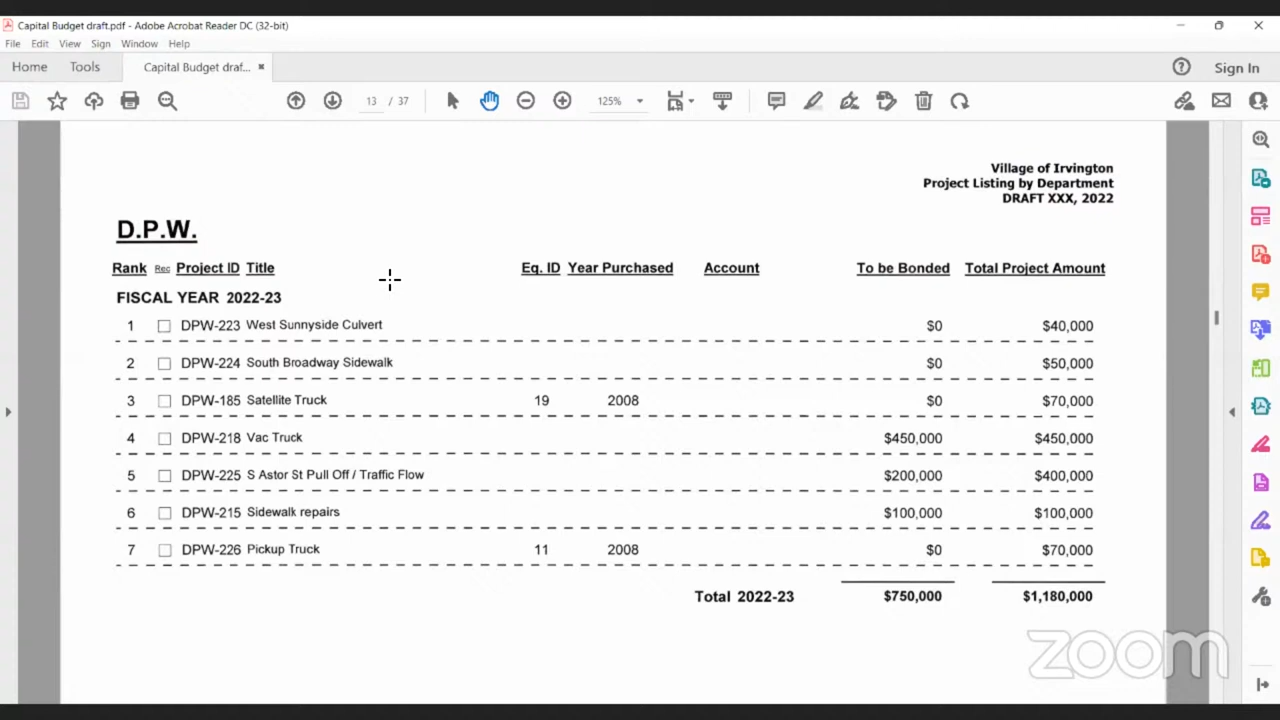 Capital Budget draft.pdf - Adobe Acrobat Reader DC (32-bit)
File Edit View Sign Window Help
Home Tools Capital Budget draf... ×
Sign In
13 / 37 125%
Village of Irvington
Project Listing by Department
DRAFT XXX, 2022
D.P.W.
Rank Rec Project ID Title Eq. ID Year Purchased Account To be Bonded Total Project Amount
FISCAL YEAR 2022-23
1 DPW-223 West Sunnyside Culvert $0 $40,000
2 DPW-224 South Broadway Sidewalk $0 $50,000
3 DPW-185 Satellite Truck 19 2008 $0 $70,000
4 DPW-218 Vac Truck $450,000 $450,000
5 DPW-225 S Astor St Pull Off / Traffic Flow $200,000 $400,000
6 DPW-215 Sidewalk repairs $100,000 $100,000
7 DPW-226 Pickup Truck 11 2008 $0 $70,000
Total 2022-23 $750,000 $1,180,000
zoom